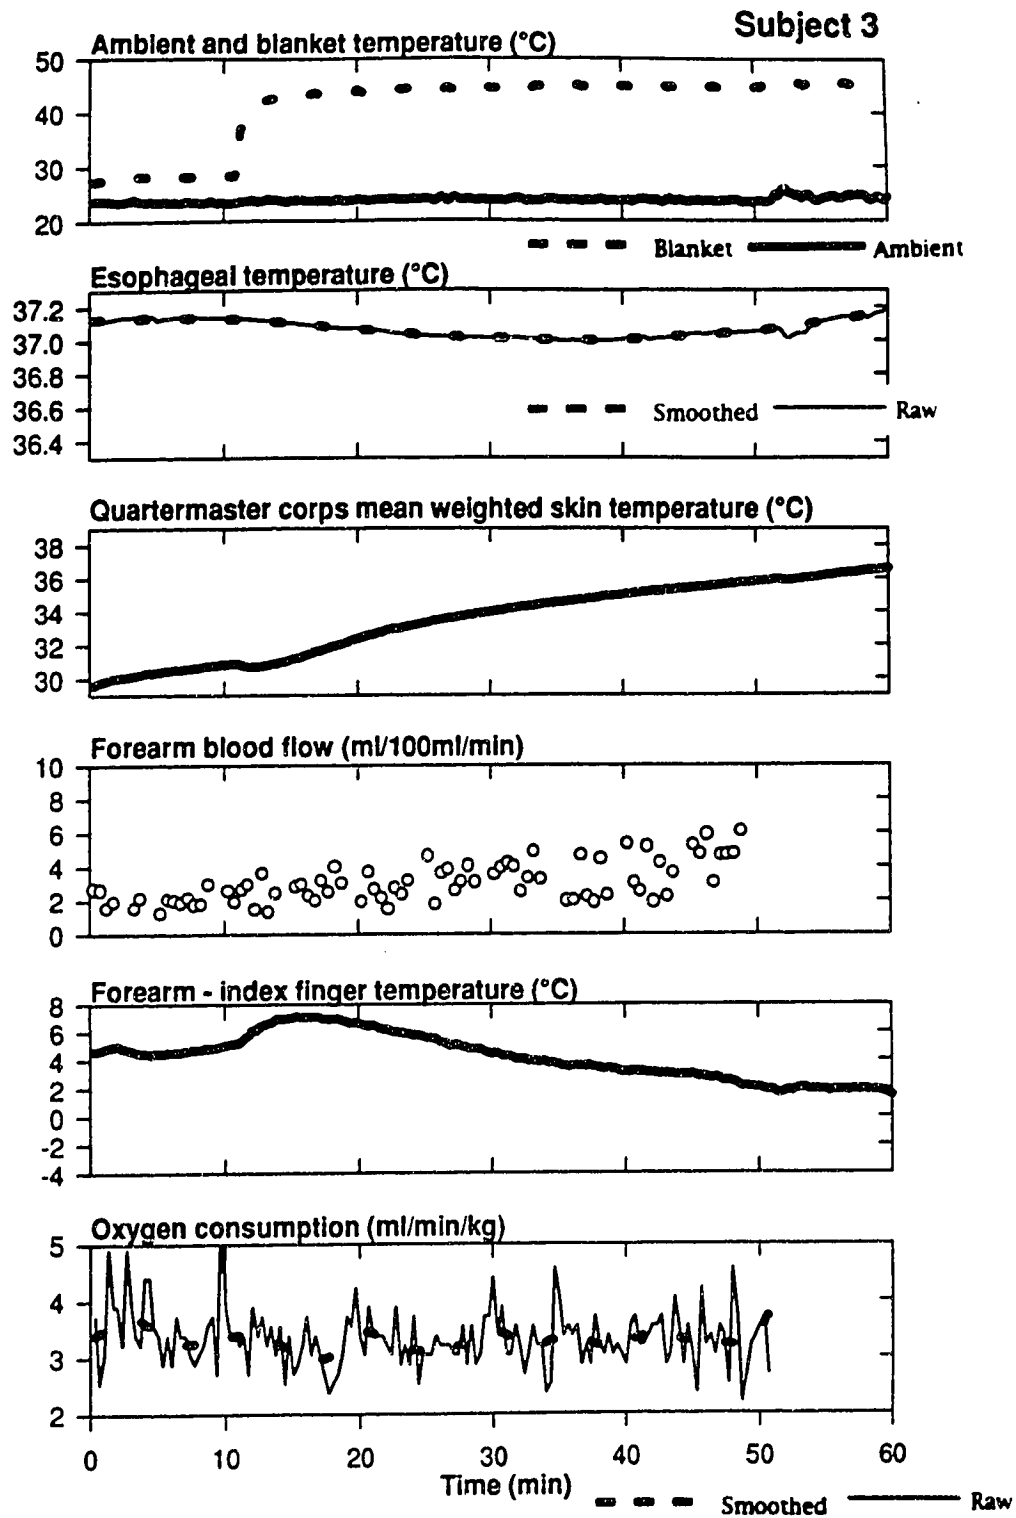 Subject 3
Ambient and blanket temperature (°C)
50
40
30
20
Blanket Ambient
Esophageal temperature (°C)
37.2
37.0
36.8
36.6
36.4
Smoothed Raw
Quartermaster corps mean weighted skin temperature (°C)
38
36
34
32
30
Forearm blood flow (ml/100ml/min)
10
8
6
4
2
0
Forearm - index finger temperature (°C)
8
6
4
2
0
-2
-4
Oxygen consumption (ml/min/kg)
5
4
3
2
0 10 20 30 40 50 60
Time (min)
Smoothed Raw